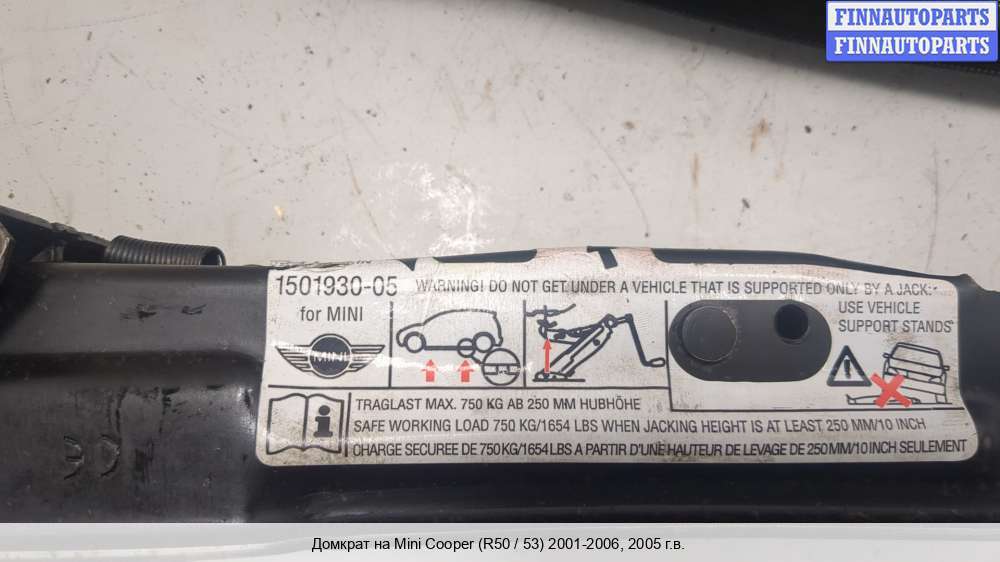 FINNAUTOPARTS
FINNAUTOPARTS
1501930-05
for MINI
WARNING! DO NOT GET UNDER A VEHICLE THAT IS SUPPORTED ONLY BY A JACK:
USE VEHICLE
SUPPORT STANDS
MINI
TRAGLAST MAX. 750 KG AB 250 MM HUBHÖHE
SAFE WORKING LOAD 750 KG/1654 LBS WHEN JACKING HEIGHT IS AT LEAST 250 MM/10 INCH
CHARGE SECUREE DE 750 KG/1654 LBS A PARTIR D'UNE HAUTEUR DE LEVAGE DE 250 MM/10 INCH SEULEMENT
Домкрат на Mini Cooper (R50 / 53) 2001-2006, 2005 г.в.